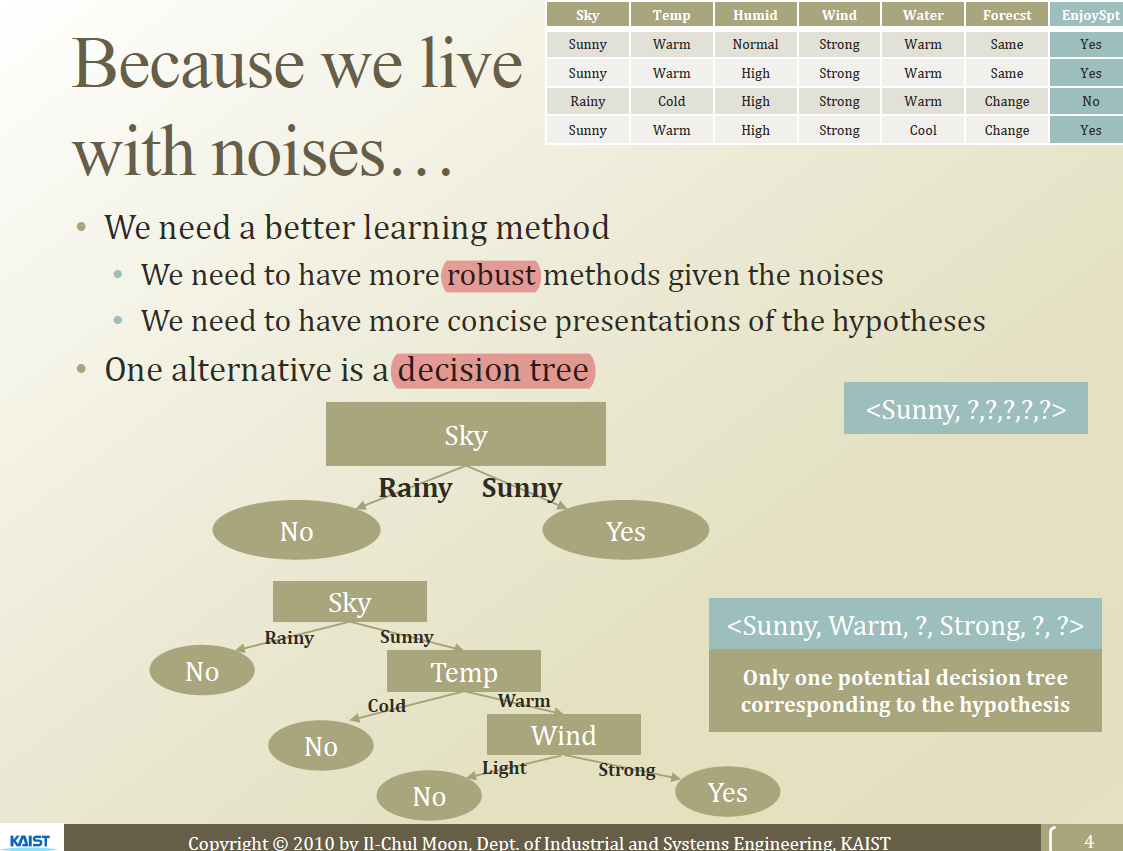 Because we live
with noises…
Sky Temp Humid Wind Water Forecst EnjoySpt
Sunny Warm Normal Strong Warm Same Yes
Sunny Warm High Strong Warm Same Yes
Rainy Cold High Strong Warm Change No
Sunny Warm High Strong Cool Change Yes
• We need a better learning method
• We need to have more robust methods given the noises
• We need to have more concise presentations of the hypotheses
• One alternative is a decision tree
<Sunny, ?,?,?,?,?>
Sky
Rainy Sunny
No Yes
Sky
Rainy Sunny
No Temp
Cold Warm
No Wind
Light Strong
No Yes
<Sunny, Warm, ?, Strong, ?, ?>
Only one potential decision tree
corresponding to the hypothesis
KAIST
Copyright © 2010 by Il-Chul Moon, Dept. of Industrial and Systems Engineering, KAIST
4